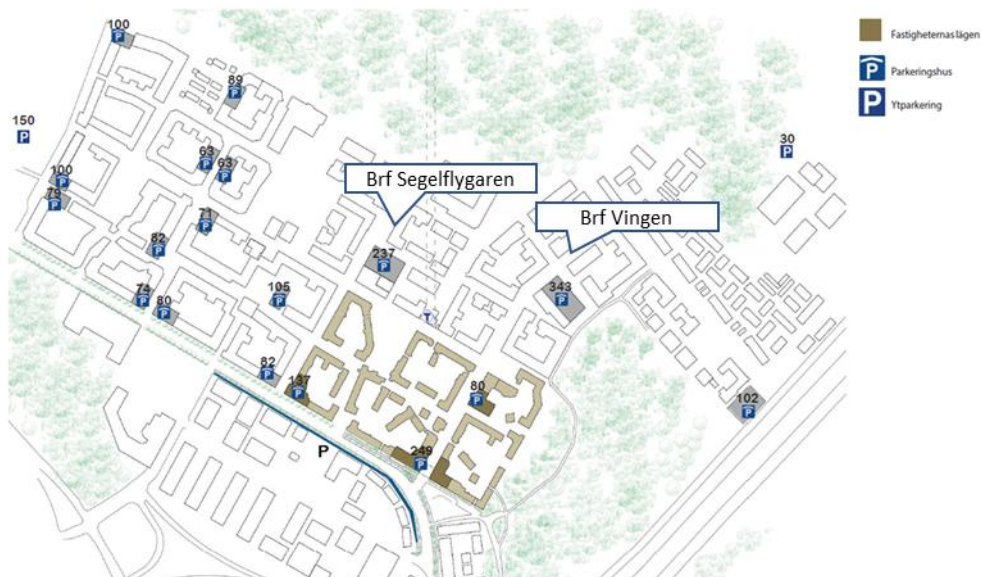 100
Fastigheternas lägen
P
Parkeringshus
P
Ytparkering
89
150
30
63
63
100
79
Brf Segelflygaren
Brf Vingen
71
82
237
74
80
105
343
T
82
137
80
102
P
249